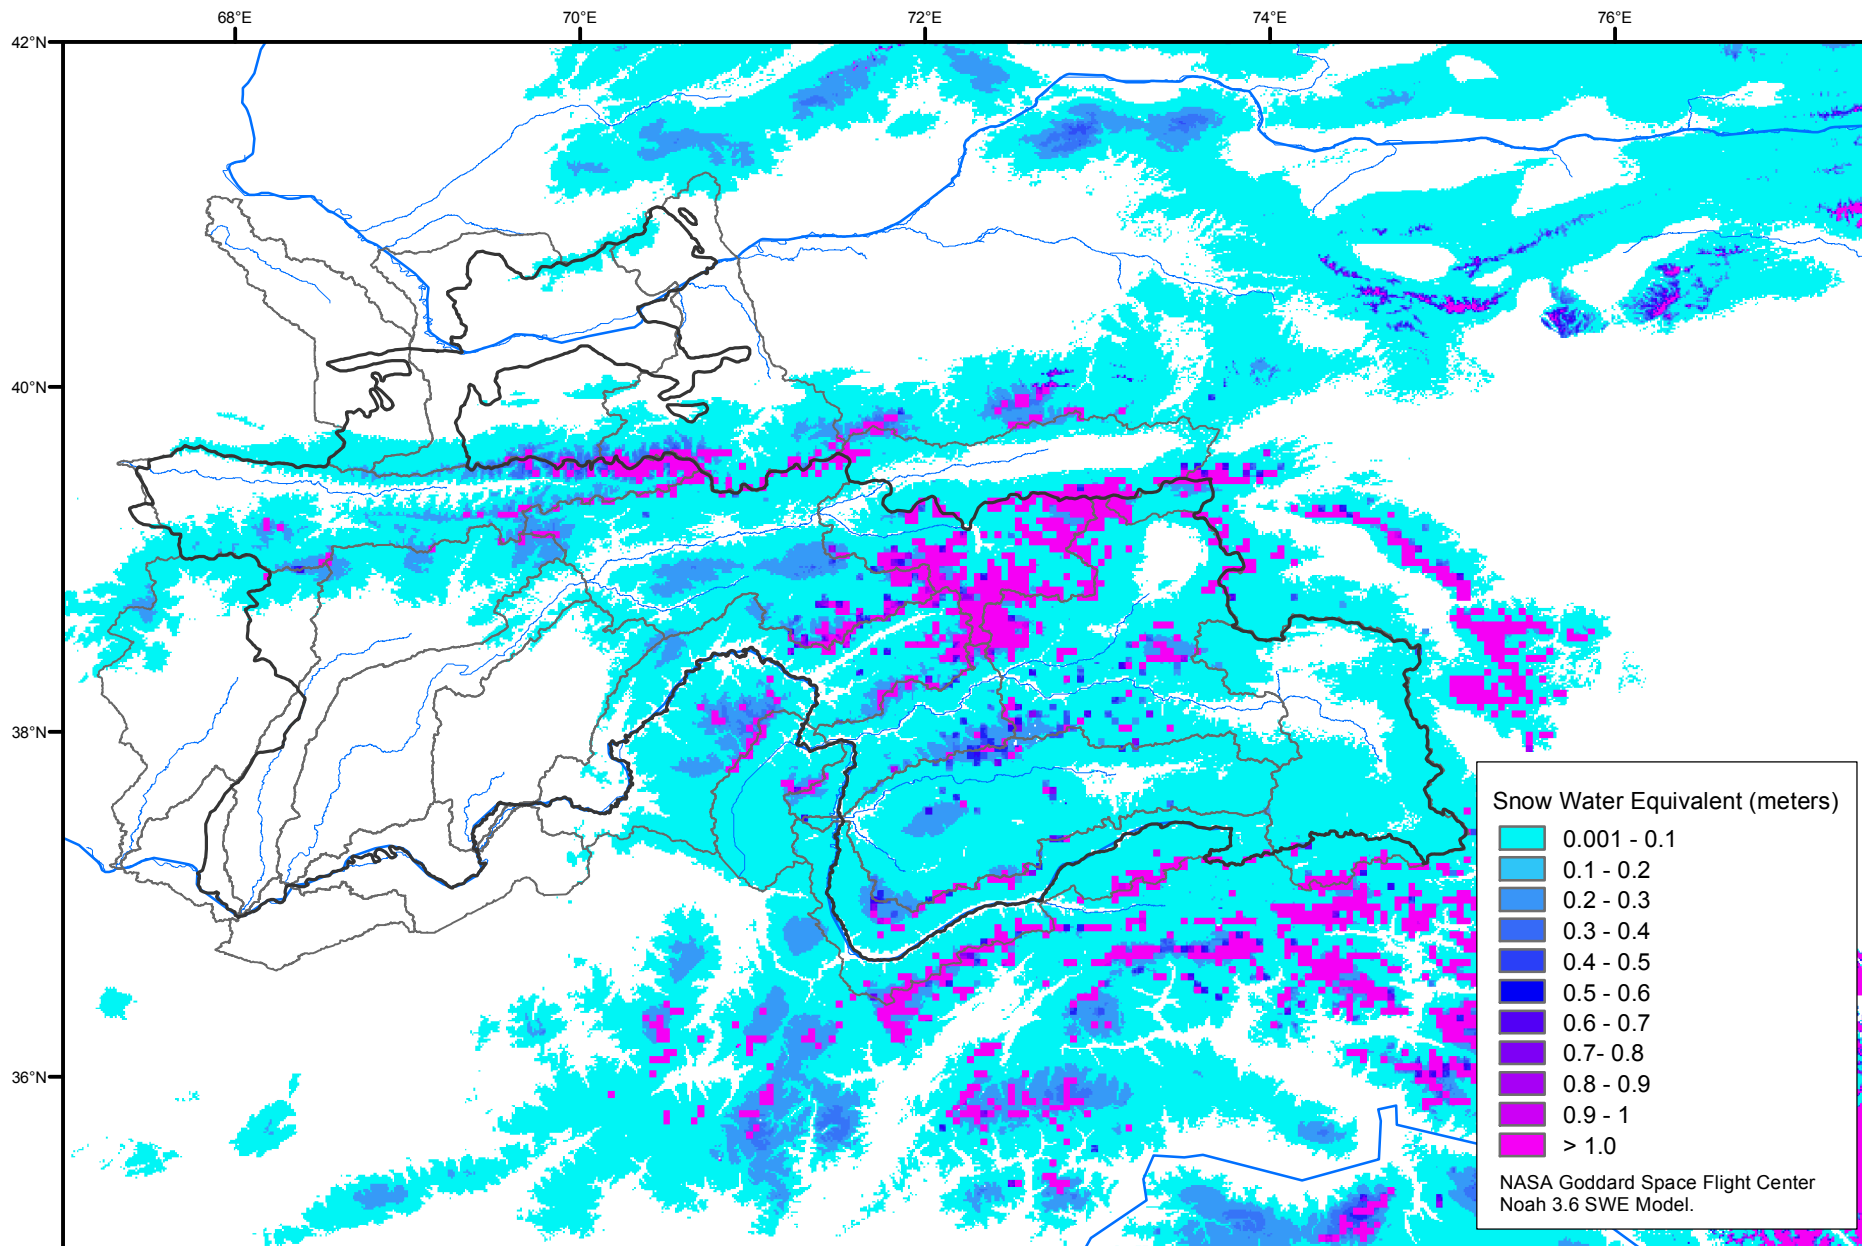 68°E
70°E
72°E
74°E
76°E
42°N
40°N
38°N
36°N
Snow Water Equivalent (meters)
0.001 - 0.1
0.1 - 0.2
0.2 - 0.3
0.3 - 0.4
0.4 - 0.5
0.5 - 0.6
0.6 - 0.7
0.7- 0.8
0.8 - 0.9
0.9 - 1
> 1.0
NASA Goddard Space Flight Center
Noah 3.6 SWE Model.